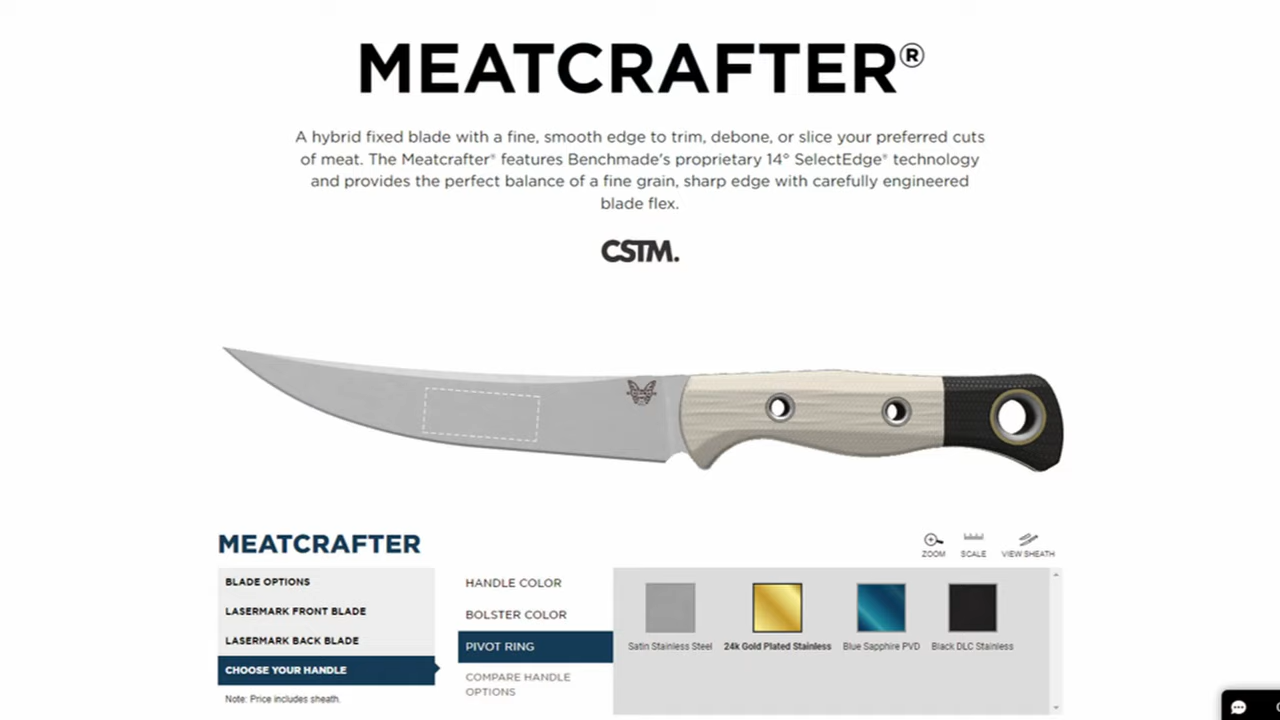 MEATCRAFTER®
A hybrid fixed blade with a fine, smooth edge to trim, debone, or slice your preferred cuts
of meat. The Meatcrafter® features Benchmade's proprietary 14° SelectEdge® technology
and provides the perfect balance of a fine grain, sharp edge with carefully engineered
blade flex.
CSTM.
MEATCRAFTER
ZOOM
SCALE
VIEW SHEATH
BLADE OPTIONS
LASERMARK FRONT BLADE
LASERMARK BACK BLADE
CHOOSE YOUR HANDLE
Note: Price includes sheath.
HANDLE COLOR
BOLSTER COLOR
PIVOT RING
COMPARE HANDLE
OPTIONS
Satin Stainless Steel
24k Gold Plated Stainless
Blue Sapphire PVD
Black DLC Stainless